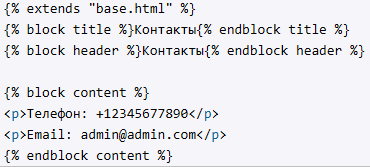 {% extends "base.html" %}
{% block title %}Контакты{% endblock title %}
{% block header %}Контакты{% endblock header %}
{% block content %}
<p>Телефон: +12345677890</p>
<p>Email: admin@admin.com</p>
{% endblock content %}